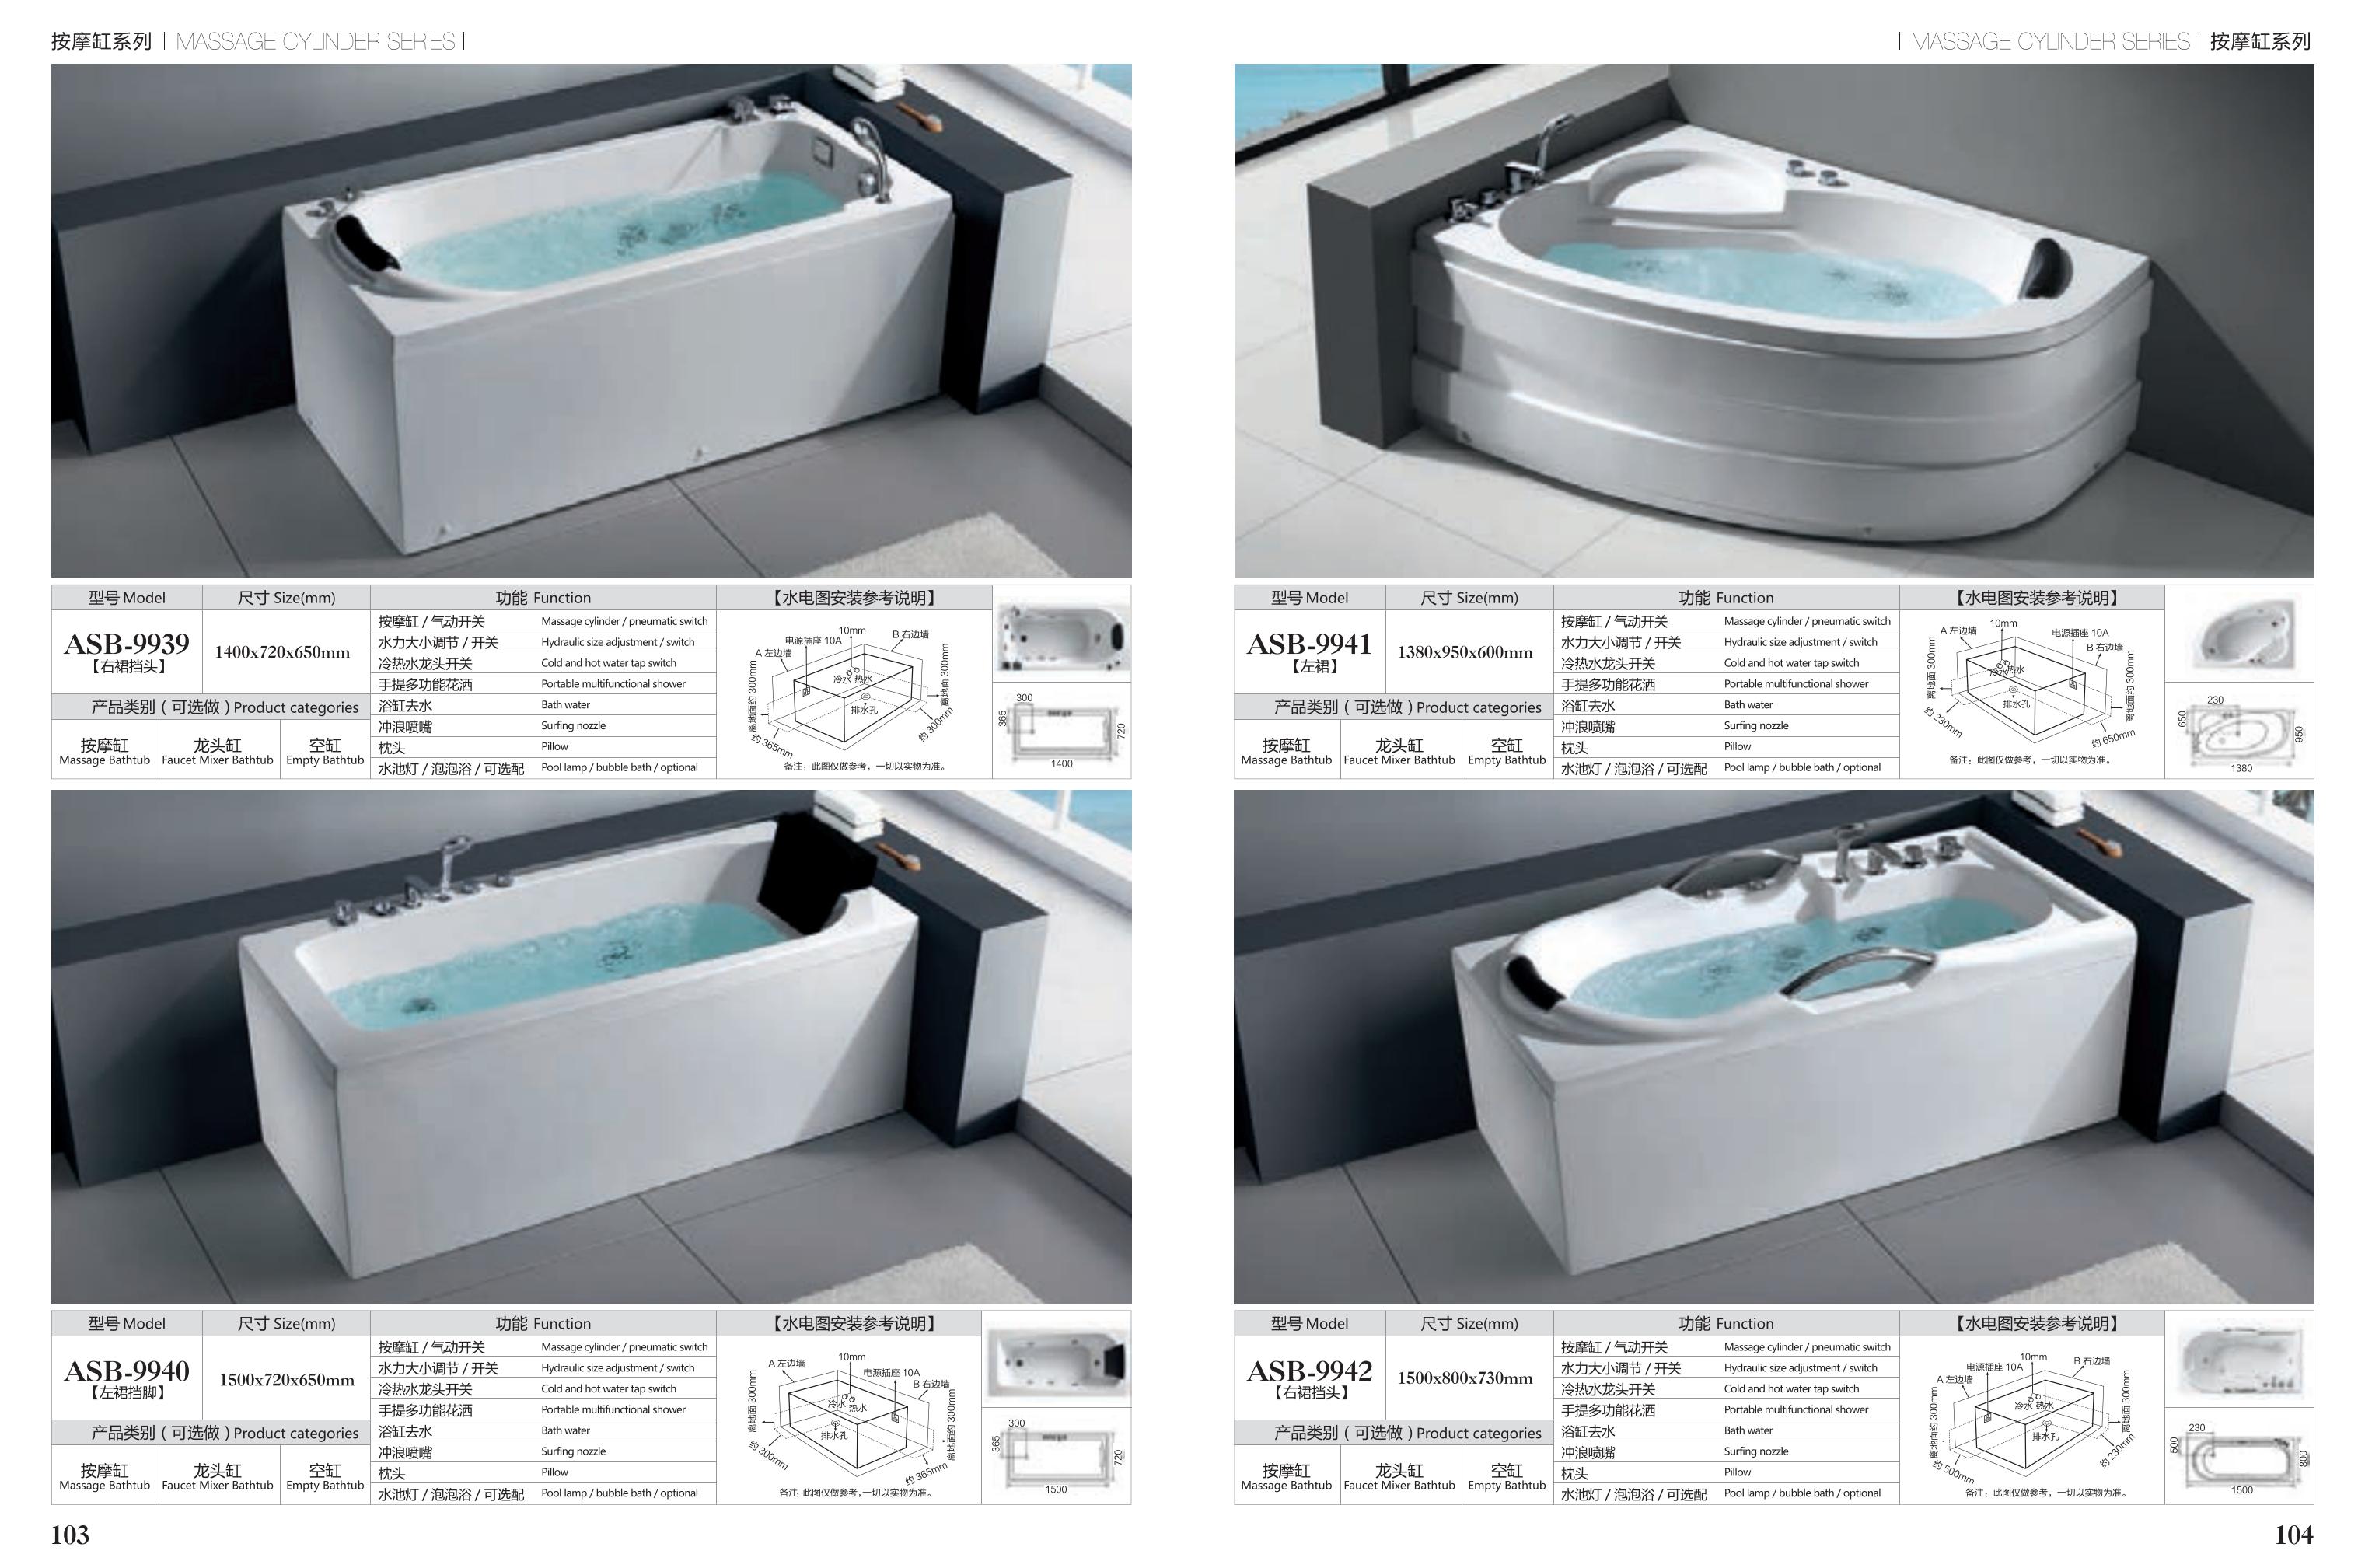 按摩缸系列 | MASSAGE CYLINDER SERIES |
型号 Model
尺寸 Size(mm)
功能 Function
【水电图安装参考说明】
ASB-9939
【右裙挡头】
1400x720x650mm
产品类别 ( 可选做 ) Product categories
按摩缸
Massage Bathtub
龙头缸
Faucet Mixer Bathtub
空缸
Empty Bathtub
按摩缸 / 气动开关 Massage cylinder / pneumatic switch
水力大小调节 / 开关 Hydraulic size adjustment / switch
冷热水龙头开关 Cold and hot water tap switch
手提多功能花洒 Portable multifunctional shower
浴缸去水 Bath water
冲浪喷嘴 Surfing nozzle
枕头 Pillow
水池灯 / 泡泡浴 / 可选配 Pool lamp / bubble bath / optional
10mm
电源插座 10A
B 右边墙
A 左边墙
离地面约 300mm
离地面 300mm
冷水 热水
排水孔
约 365mm
约 300mm
备注：此图仅做参考，一切以实物为准。
300
365
720
1400
型号 Model
尺寸 Size(mm)
功能 Function
【水电图安装参考说明】
ASB-9940
【左裙挡脚】
1500x720x650mm
产品类别 ( 可选做 ) Product categories
按摩缸
Massage Bathtub
龙头缸
Faucet Mixer Bathtub
空缸
Empty Bathtub
按摩缸 / 气动开关 Massage cylinder / pneumatic switch
水力大小调节 / 开关 Hydraulic size adjustment / switch
冷热水龙头开关 Cold and hot water tap switch
手提多功能花洒 Portable multifunctional shower
浴缸去水 Bath water
冲浪喷嘴 Surfing nozzle
枕头 Pillow
水池灯 / 泡泡浴 / 可选配 Pool lamp / bubble bath / optional
10mm
A 左边墙
电源插座 10A
B 右边墙
离地面 300mm
离地面约 300mm
冷水 热水
排水孔
约 300mm
约 365mm
备注 此图仅做参考，一切以实物为准。
300
365
720
1500
103
| MASSAGE CYLINDER SERIES | 按摩缸系列
型号 Model
尺寸 Size(mm)
功能 Function
【水电图安装参考说明】
ASB-9941
【左裙】
1380x950x600mm
产品类别 ( 可选做 ) Product categories
按摩缸
Massage Bathtub
龙头缸
Faucet Mixer Bathtub
空缸
Empty Bathtub
按摩缸 / 气动开关 Massage cylinder / pneumatic switch
水力大小调节 / 开关 Hydraulic size adjustment / switch
冷热水龙头开关 Cold and hot water tap switch
手提多功能花洒 Portable multifunctional shower
浴缸去水 Bath water
冲浪喷嘴 Surfing nozzle
枕头 Pillow
水池灯 / 泡泡浴 / 可选配 Pool lamp / bubble bath / optional
10mm
A 左边墙
电源插座 10A
B 右边墙
离地面 300mm
离地面约 300mm
冷水 热水
排水孔
约 230mm
约 650mm
备注：此图仅做参考，一切以实物为准。
230
650
950
1380
型号 Model
尺寸 Size(mm)
功能 Function
【水电图安装参考说明】
ASB-9942
【右裙挡头】
1500x800x730mm
产品类别 ( 可选做 ) Product categories
按摩缸
Massage Bathtub
龙头缸
Faucet Mixer Bathtub
空缸
Empty Bathtub
按摩缸 / 气动开关 Massage cylinder / pneumatic switch
水力大小调节 / 开关 Hydraulic size adjustment / switch
冷热水龙头开关 Cold and hot water tap switch
手提多功能花洒 Portable multifunctional shower
浴缸去水 Bath water
冲浪喷嘴 Surfing nozzle
枕头 Pillow
水池灯 / 泡泡浴 / 可选配 Pool lamp / bubble bath / optional
10mm
电源插座 10A
B 右边墙
A 左边墙
离地面约 300mm
离地面 300mm
冷水 热水
排水孔
约 500mm
约 230mm
备注：此图仅做参考，一切以实物为准。
230
500
800
1500
104